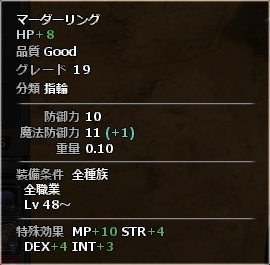 マーダーリング
HP+8
品質 Good
グレード 19
分類 指輪
防御力 10
魔法防御力 11 (+1)
重量 0.10
装備条件 全種族
全職業
Lv 48～
特殊効果 MP+10 STR+4
DEX+4 INT+3